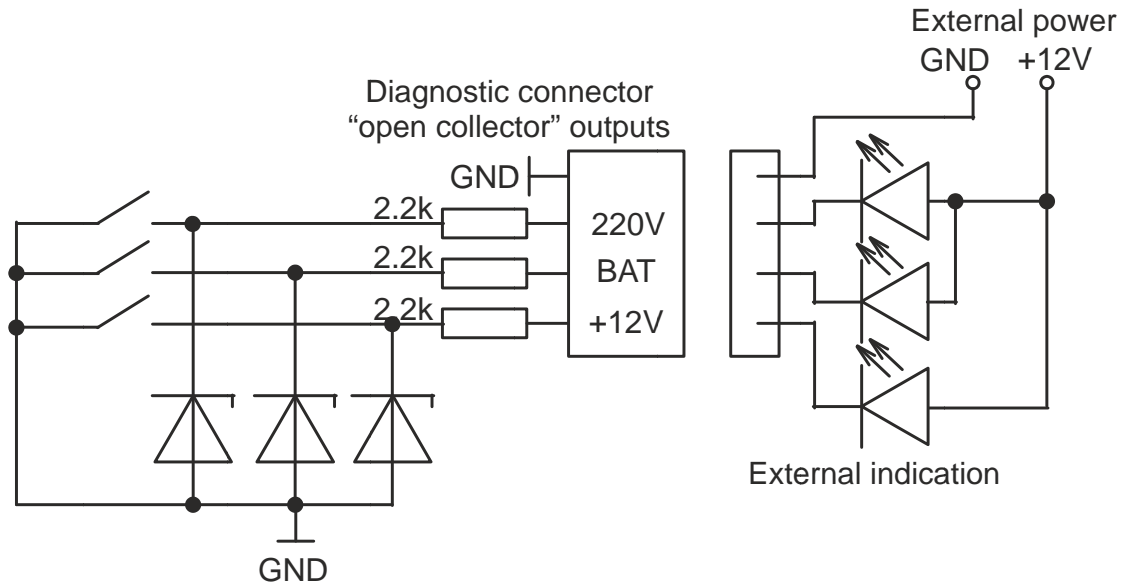 External power
GND +12V
Diagnostic connector
“open collector” outputs
GND
2.2k
220V
2.2k
BAT
2.2k
+12V
External indication
GND